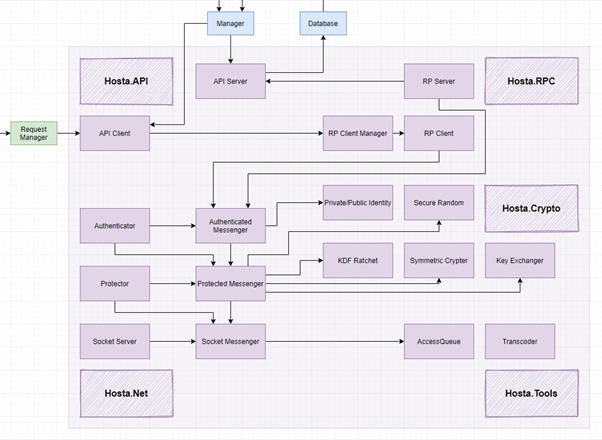 Manager
Database
Hosta.API
API Server
RP Server
Hosta.RPC
Request
Manager
API Client
RP Client Manager
RP Client
Private/Public Identity
Secure Random
Hosta.Crypto
Authenticator
Authenticated
Messenger
KDF Ratchet
Symmetric Crypter
Key Exchanger
Protector
Protected Messenger
Socket Server
Socket Messenger
AccessQueue
Transcoder
Hosta.Net
Hosta.Tools